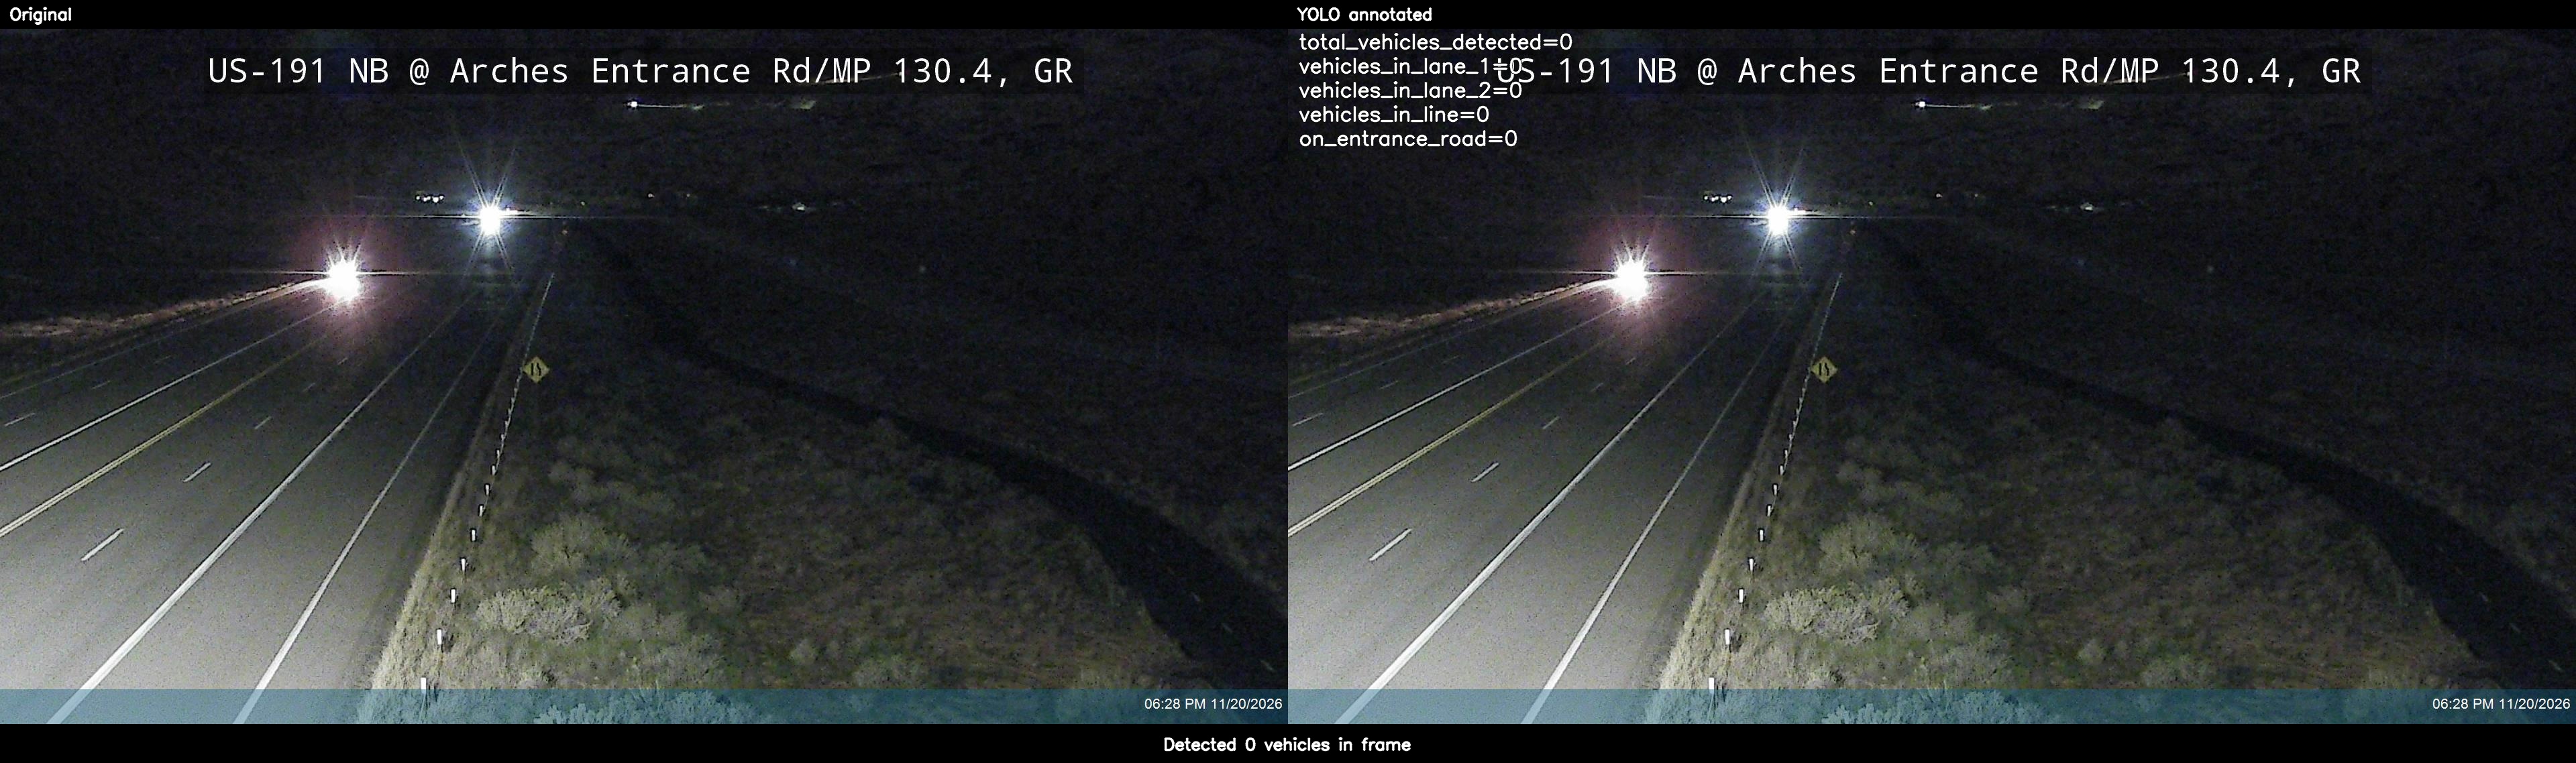 Original
US-191 NB @ Arches Entrance Rd/MP 130.4, GR
06:28 PM 11/20/2026
YOLO annotated
total_vehicles_detected=0
vehicles_in_lane_1=0
vehicles_in_lane_2=0
vehicles_in_line=0
on_entrance_road=0
US-191 NB @ Arches Entrance Rd/MP 130.4, GR
06:28 PM 11/20/2026
Detected 0 vehicles in frame